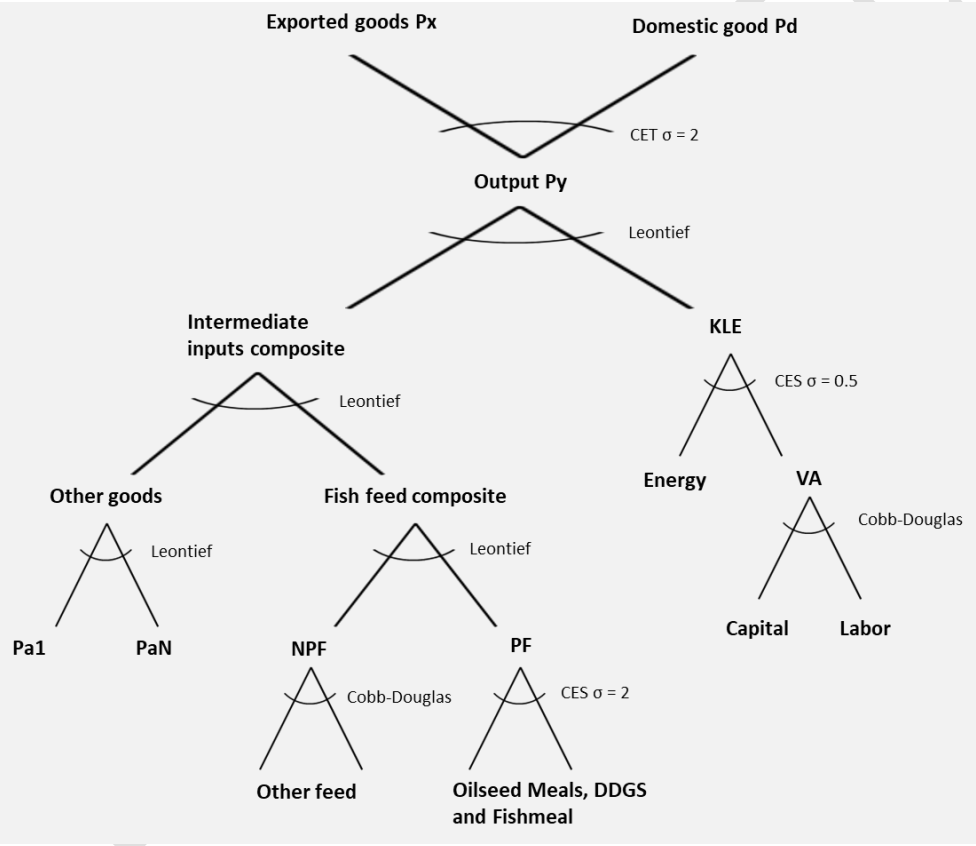 Exported goods Px
Domestic good Pd
CET σ = 2
Output Py
Leontief
Intermediate
inputs composite
KLE
CES σ = 0.5
Leontief
Energy
VA
Other goods
Fish feed composite
Cobb-Douglas
Leontief
Leontief
Capital
Labor
Pa1
PaN
NPF
PF
Cobb-Douglas
CES σ = 2
Other feed
Oilseed Meals, DDGS
and Fishmeal